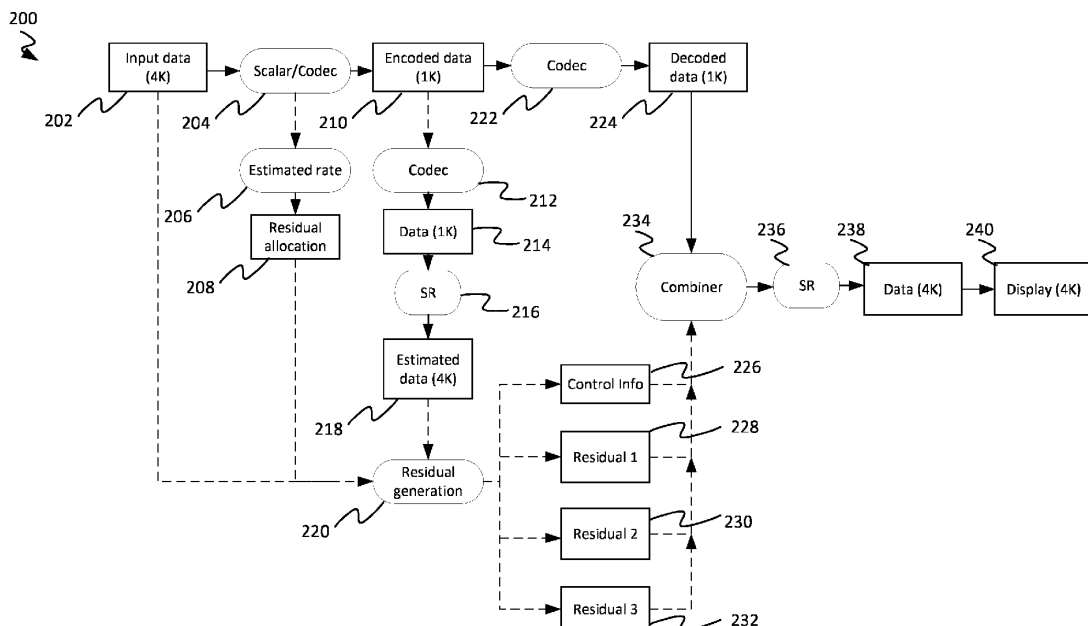 200
Input data
(4K)
Scalar/Codec
Encoded data
(1K)
Codec
Decoded
data (1K)
202
204
210
222
224
Estimated rate
Codec
206
212
Residual
allocation
Data (1K)
214
208
234
236
238
240
SR
216
Combiner
SR
Data (4K)
Display (4K)
Estimated
data (4K)
218
Control Info
226
228
Residual 1
Residual
generation
220
Residual 2
230
Residual 3
232